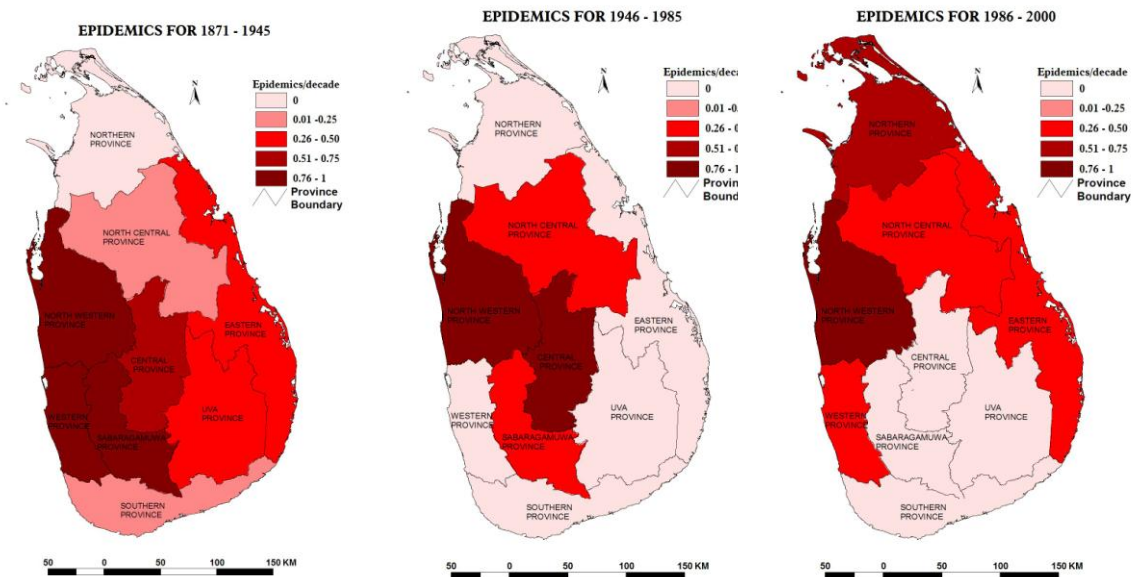 EPIDEMICS FOR 1871 - 1945
N
Epidemics/decade
0
0.01 -0.25
0.26 - 0.50
0.51 - 0.75
0.76 - 1
Province
Boundary
NORTHERN
PROVINCE
NORTH CENTRAL
PROVINCE
NORTH WESTERN
PROVINCE
EASTERN
PROVINCE
CENTRAL
PROVINCE
UVA
PROVINCE
WESTERN
PROVINCE
SABARAGAMUWA
PROVINCE
SOUTHERN
PROVINCE
50 0 50 100 150 KM
EPIDEMICS FOR 1946 - 1985
N
Epidemics/decad
0
0.01 -0.
0.26 - 0
0.51 - 0
0.76 - 1
Provin
Bound
NORTHERN
PROVINCE
NORTH CENTRAL
PROVINCE
NORTH WESTERN
PROVINCE
EASTERN
PROVINCE
CENTRAL
PROVINCE
UVA
PROVINCE
WESTERN
PROVINCE
SABARAGAMUWA
PROVINCE
SOUTHERN
PROVINCE
50 0 50 100 150 KM
EPIDEMICS FOR 1986 - 2000
N
Epidemics/decade
0
0.01 -0.25
0.26 - 0.50
0.51 - 0.75
0.76 - 1
Province
Boundary
NORTHERN
PROVINCE
NORTH CENTRAL
PROVINCE
NORTH WESTERN
PROVINCE
EASTERN
PROVINCE
CENTRAL
PROVINCE
UVA
PROVINCE
WESTERN
PROVINCE
SABARAGAMUWA
PROVINCE
SOUTHERN
PROVINCE
50 0 50 100 150 KM